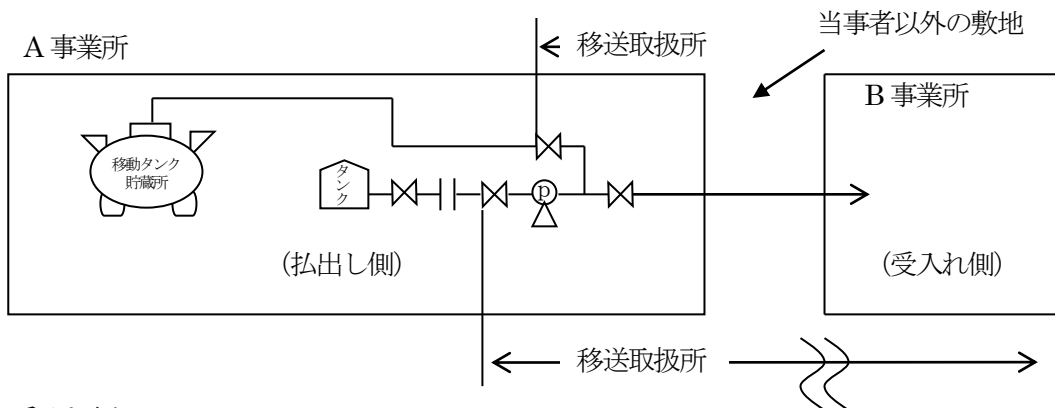 当事者以外の敷地
移送取扱所
A 事業所
B 事業所
移動タンク
貯蔵所
タンク
p
(払出し側)
(受入れ側)
移送取扱所